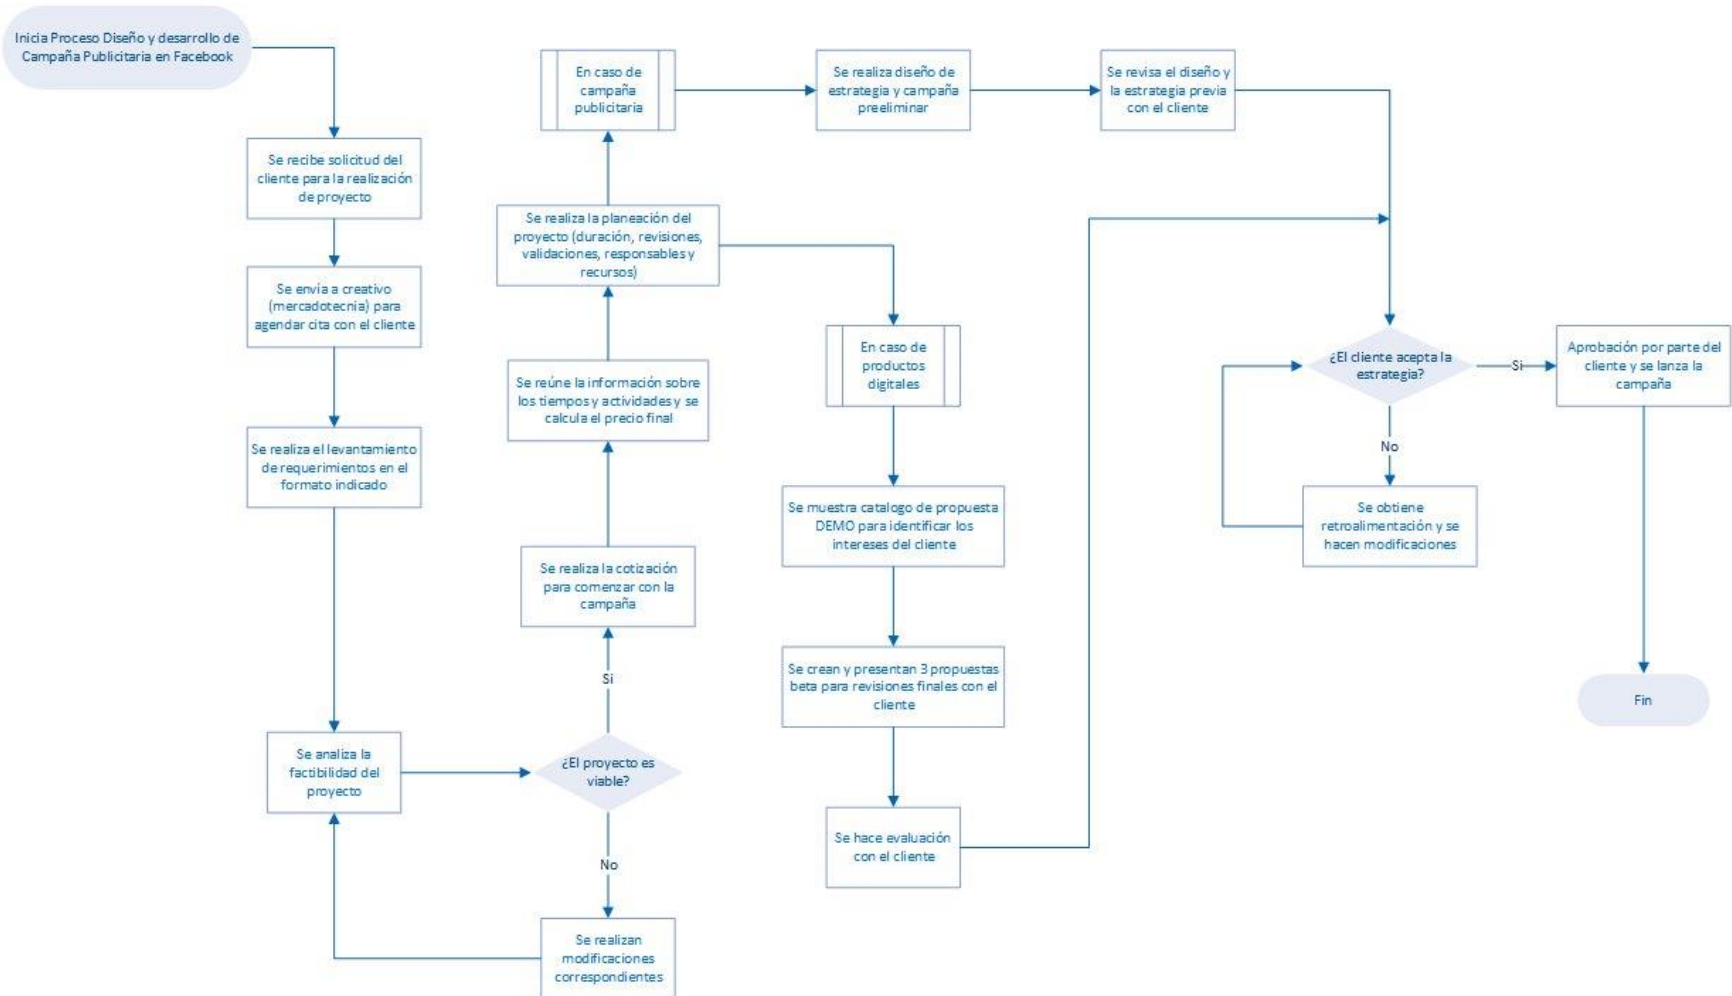 Inicia Proceso Diseño y desarrollo de
Campaña Publicitaria en Facebook
Se recibe solicitud del
cliente para la realización
de proyecto
Se envía a creativo
(mercadotecnia) para
agendar cita con el cliente
Se realiza el levantamiento
de requerimientos en el
formato indicado
Se analiza la
factibilidad del
proyecto
¿El proyecto es
viable?
No
Se realizan
modificaciones
correspondientes
Si
Se realiza la cotización
para comenzar con la
campaña
Se reúne la información sobre
los tiempos y actividades y se
calcula el precio final
Se realiza la planeación del
proyecto (duración, revisiones,
validaciones, responsables y
recursos)
En caso de
campaña
publicitaria
Se realiza diseño de
estrategia y campaña
preeliminar
Se revisa el diseño y
la estrategia previa
con el cliente
En caso de
productos
digitales
Se muestra catalogo de propuesta
DEMO para identificar los
intereses del cliente
Se crean y presentan 3 propuestas
beta para revisiones finales con el
cliente
Se hace evaluación
con el cliente
¿El cliente acepta la
estrategia?
No
Se obtiene
retroalimentación y se
hacen modificaciones
Si
Aprobación por parte del
cliente y se lanza la
campaña
Fin